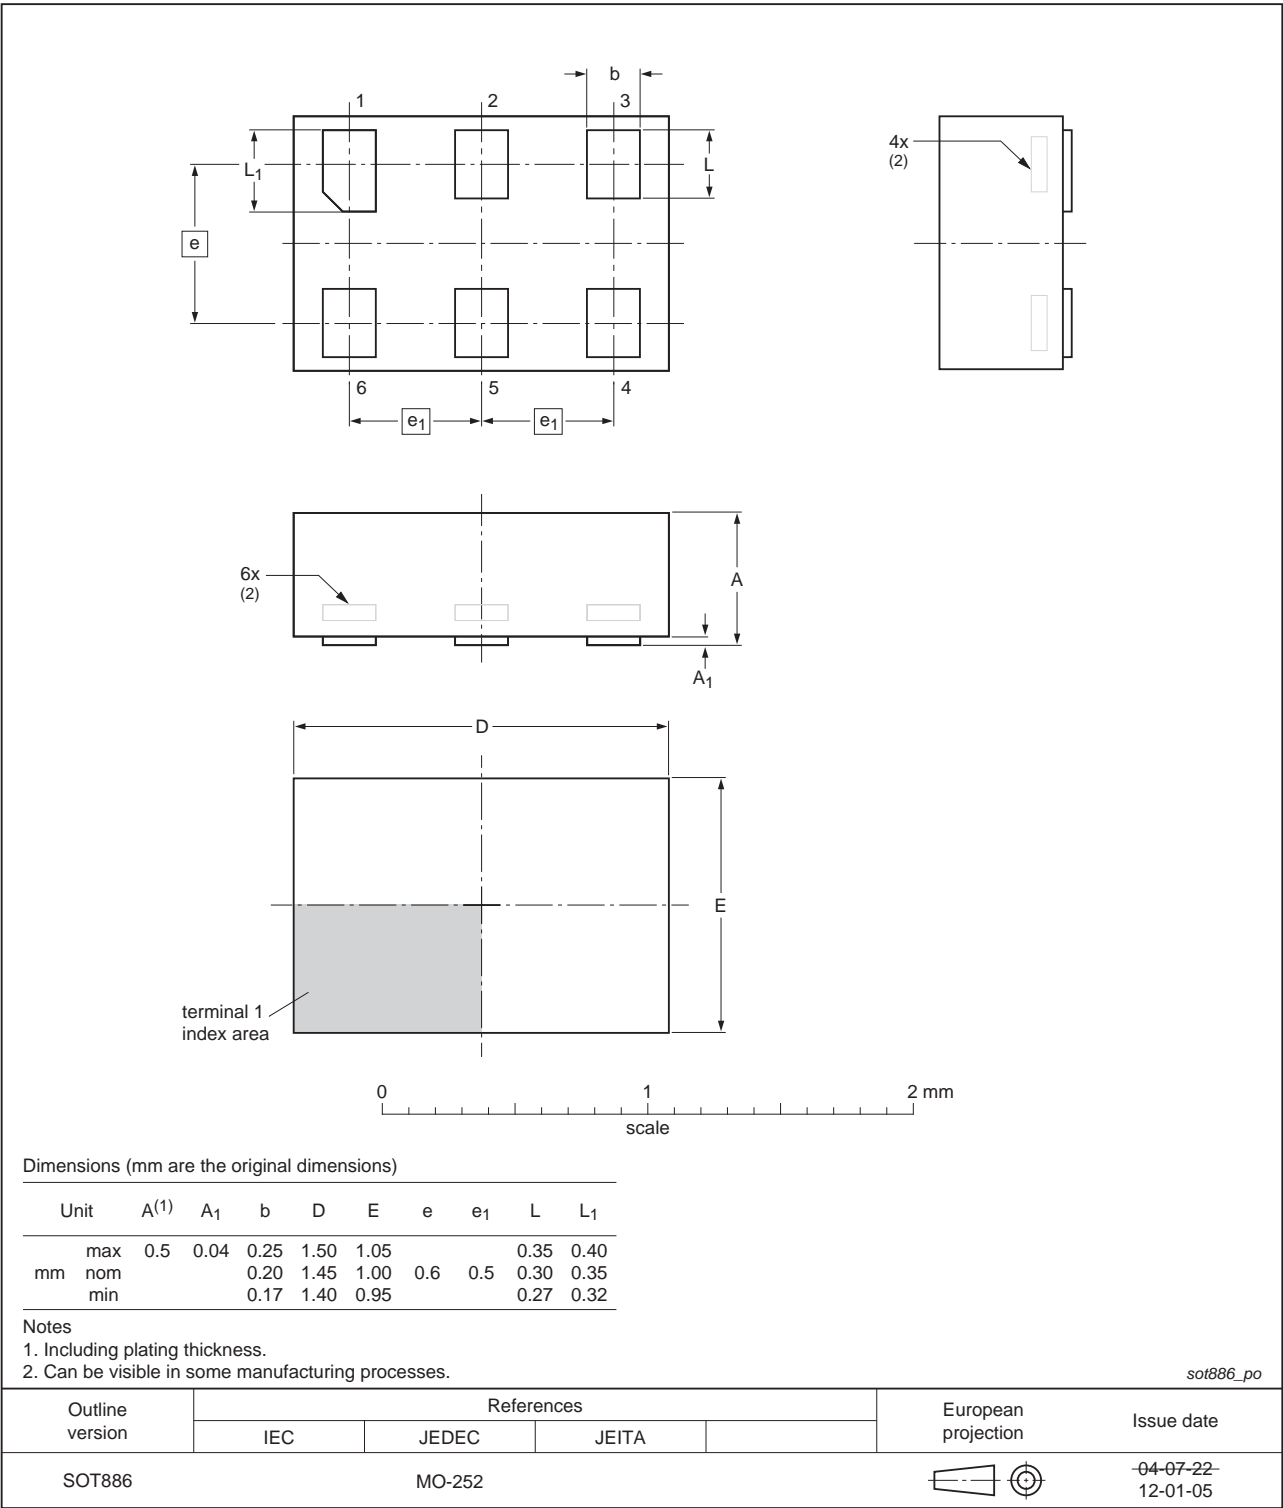 b
1 2 3
L1 L
e
6 5 4
e1 e1
4x
(2)
6x
(2)
A
A1
D
E
terminal 1
index area
0 1 2 mm
scale
Dimensions (mm are the original dimensions)
Unit A(1) A1 b D E e e1 L L1
max 0.5 0.04 0.25 1.50 1.05 0.35 0.40
mm nom 0.20 1.45 1.00 0.6 0.5 0.30 0.35
min 0.17 1.40 0.95 0.27 0.32
Notes
1. Including plating thickness.
2. Can be visible in some manufacturing processes.
sot886_po
Outline
version
References
IEC JEDEC JEITA
European
projection
Issue date
SOT886 MO-252
04-07-22
12-01-05